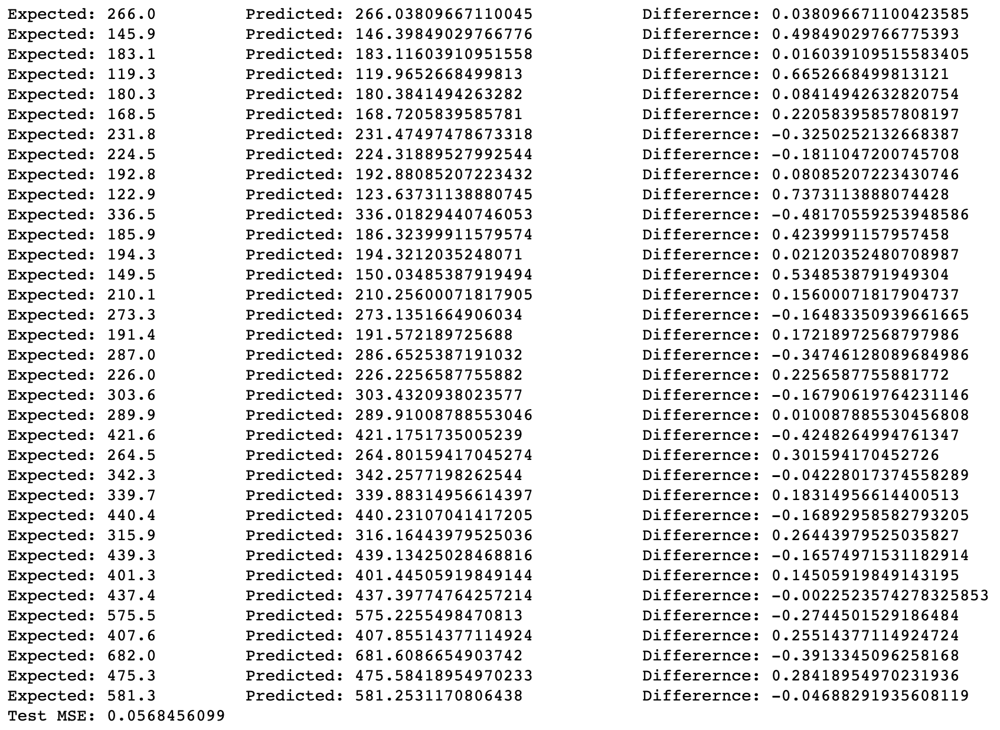 Expected: 266.0 Predicted: 266.03809667110045 Differernce: 0.038096671100423585
Expected: 145.9 Predicted: 146.39849029766776 Differernce: 0.49849029766775393
Expected: 183.1 Predicted: 183.11603910951558 Differernce: 0.016039109515583405
Expected: 119.3 Predicted: 119.9652668499813 Differernce: 0.6652668499813121
Expected: 180.3 Predicted: 180.3841494263282 Differernce: 0.08414942632820754
Expected: 168.5 Predicted: 168.7205839585781 Differernce: 0.22058395857808197
Expected: 231.8 Predicted: 231.47497478673318 Differernce: -0.3250252132668387
Expected: 224.5 Predicted: 224.31889527992544 Differernce: -0.1811047200745708
Expected: 192.8 Predicted: 192.88085207223432 Differernce: 0.08085207223430746
Expected: 122.9 Predicted: 123.63731138880745 Differernce: 0.7373113888074428
Expected: 336.5 Predicted: 336.01829440746053 Differernce: -0.481705559253948586
Expected: 185.9 Predicted: 186.32399911579574 Differernce: 0.4239991157957458
Expected: 194.3 Predicted: 194.3212035248071 Differernce: 0.02120352480708987
Expected: 149.5 Predicted: 150.03485387919494 Differernce: 0.5348538791949304
Expected: 210.1 Predicted: 210.25600071817905 Differernce: 0.15600071817904737
Expected: 273.3 Predicted: 273.1351664906034 Differernce: -0.16483350939661665
Expected: 191.4 Predicted: 191.572189725688 Differernce: 0.17218972568797986
Expected: 287.0 Predicted: 286.6525387191032 Differernce: -0.34746128089684986
Expected: 226.0 Predicted: 226.2256587755882 Differernce: 0.2256587755881772
Expected: 303.6 Predicted: 303.4320938023577 Differernce: -0.16790619764231146
Expected: 289.9 Predicted: 289.91008788553046 Differernce: 0.010087885530456808
Expected: 421.6 Predicted: 421.1751735005239 Differernce: -0.4248264994761347
Expected: 264.5 Predicted: 264.80159417045274 Differernce: 0.301594170452726
Expected: 342.3 Predicted: 342.2577198262544 Differernce: -0.04228017374558289
Expected: 339.7 Predicted: 339.88314956614397 Differernce: 0.18314956614400513
Expected: 440.4 Predicted: 440.23107041417205 Differernce: -0.16892958582793205
Expected: 315.9 Predicted: 316.16443979525036 Differernce: 0.26443979525035827
Expected: 439.3 Predicted: 439.13425028468816 Differernce: -0.16574971531182914
Expected: 401.3 Predicted: 401.44505919849144 Differernce: 0.14505919849143195
Expected: 437.4 Predicted: 437.39774764257214 Differernce: -0.0022523574278325853
Expected: 575.5 Predicted: 575.2255498470813 Differernce: -0.2744501529186484
Expected: 407.6 Predicted: 407.85514377114924 Differernce: 0.25514377114924724
Expected: 682.0 Predicted: 681.6086654903742 Differernce: -0.3913345096258168
Expected: 475.3 Predicted: 475.58418954970233 Differernce: 0.28418954970231936
Expected: 581.3 Predicted: 581.2531170806438 Differernce: -0.04688291935608119
Test MSE: 0.0568456099